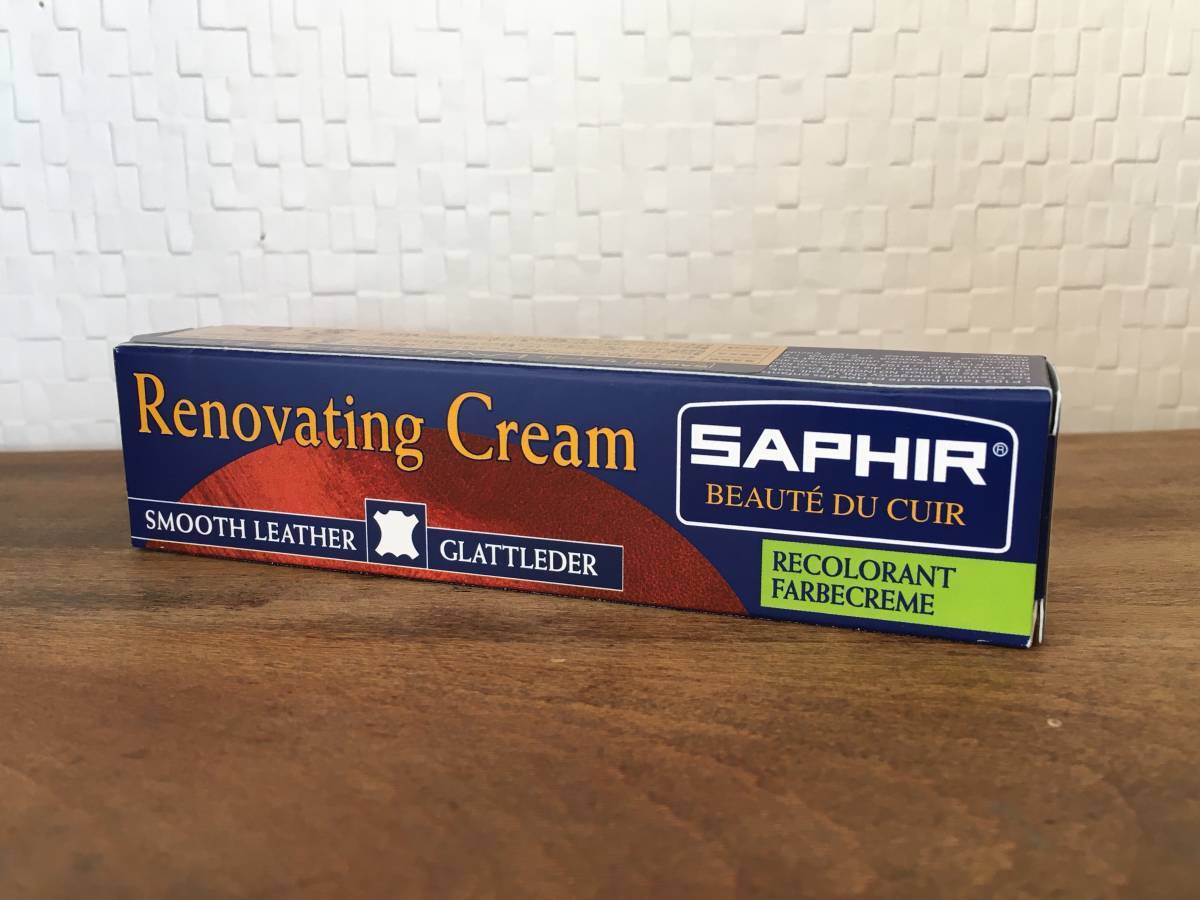 Renovating Cream
SMOOTH LEATHER
GLATTLEDER
SAPHIR®
BEAUTÉ DU CUIR
RECOLORANT
FARBECREME